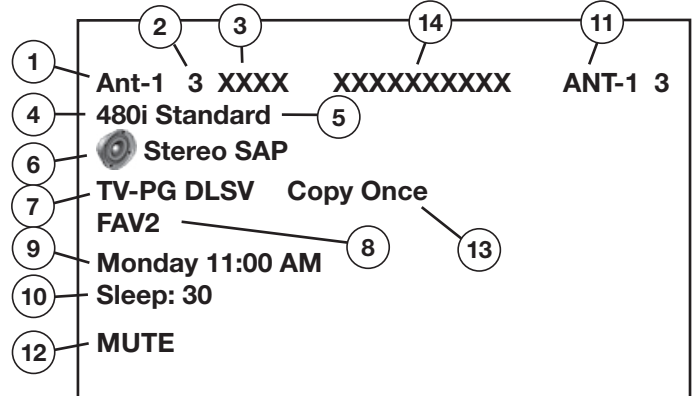 2 3 14 11
1 Ant-1 3 XXXX XXXXXXXXXX ANT-1 3
4 480i Standard 5
6 Stereo SAP
7 TV-PG DLSV Copy Once
FAV2 8 13
9 Monday 11:00 AM
10 Sleep: 30
12 MUTE